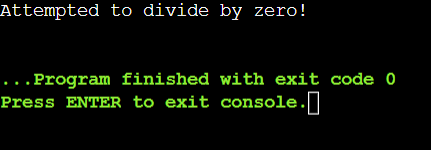 Attempted to divide by zero!
...Program finished with exit code 0
Press ENTER to exit console.